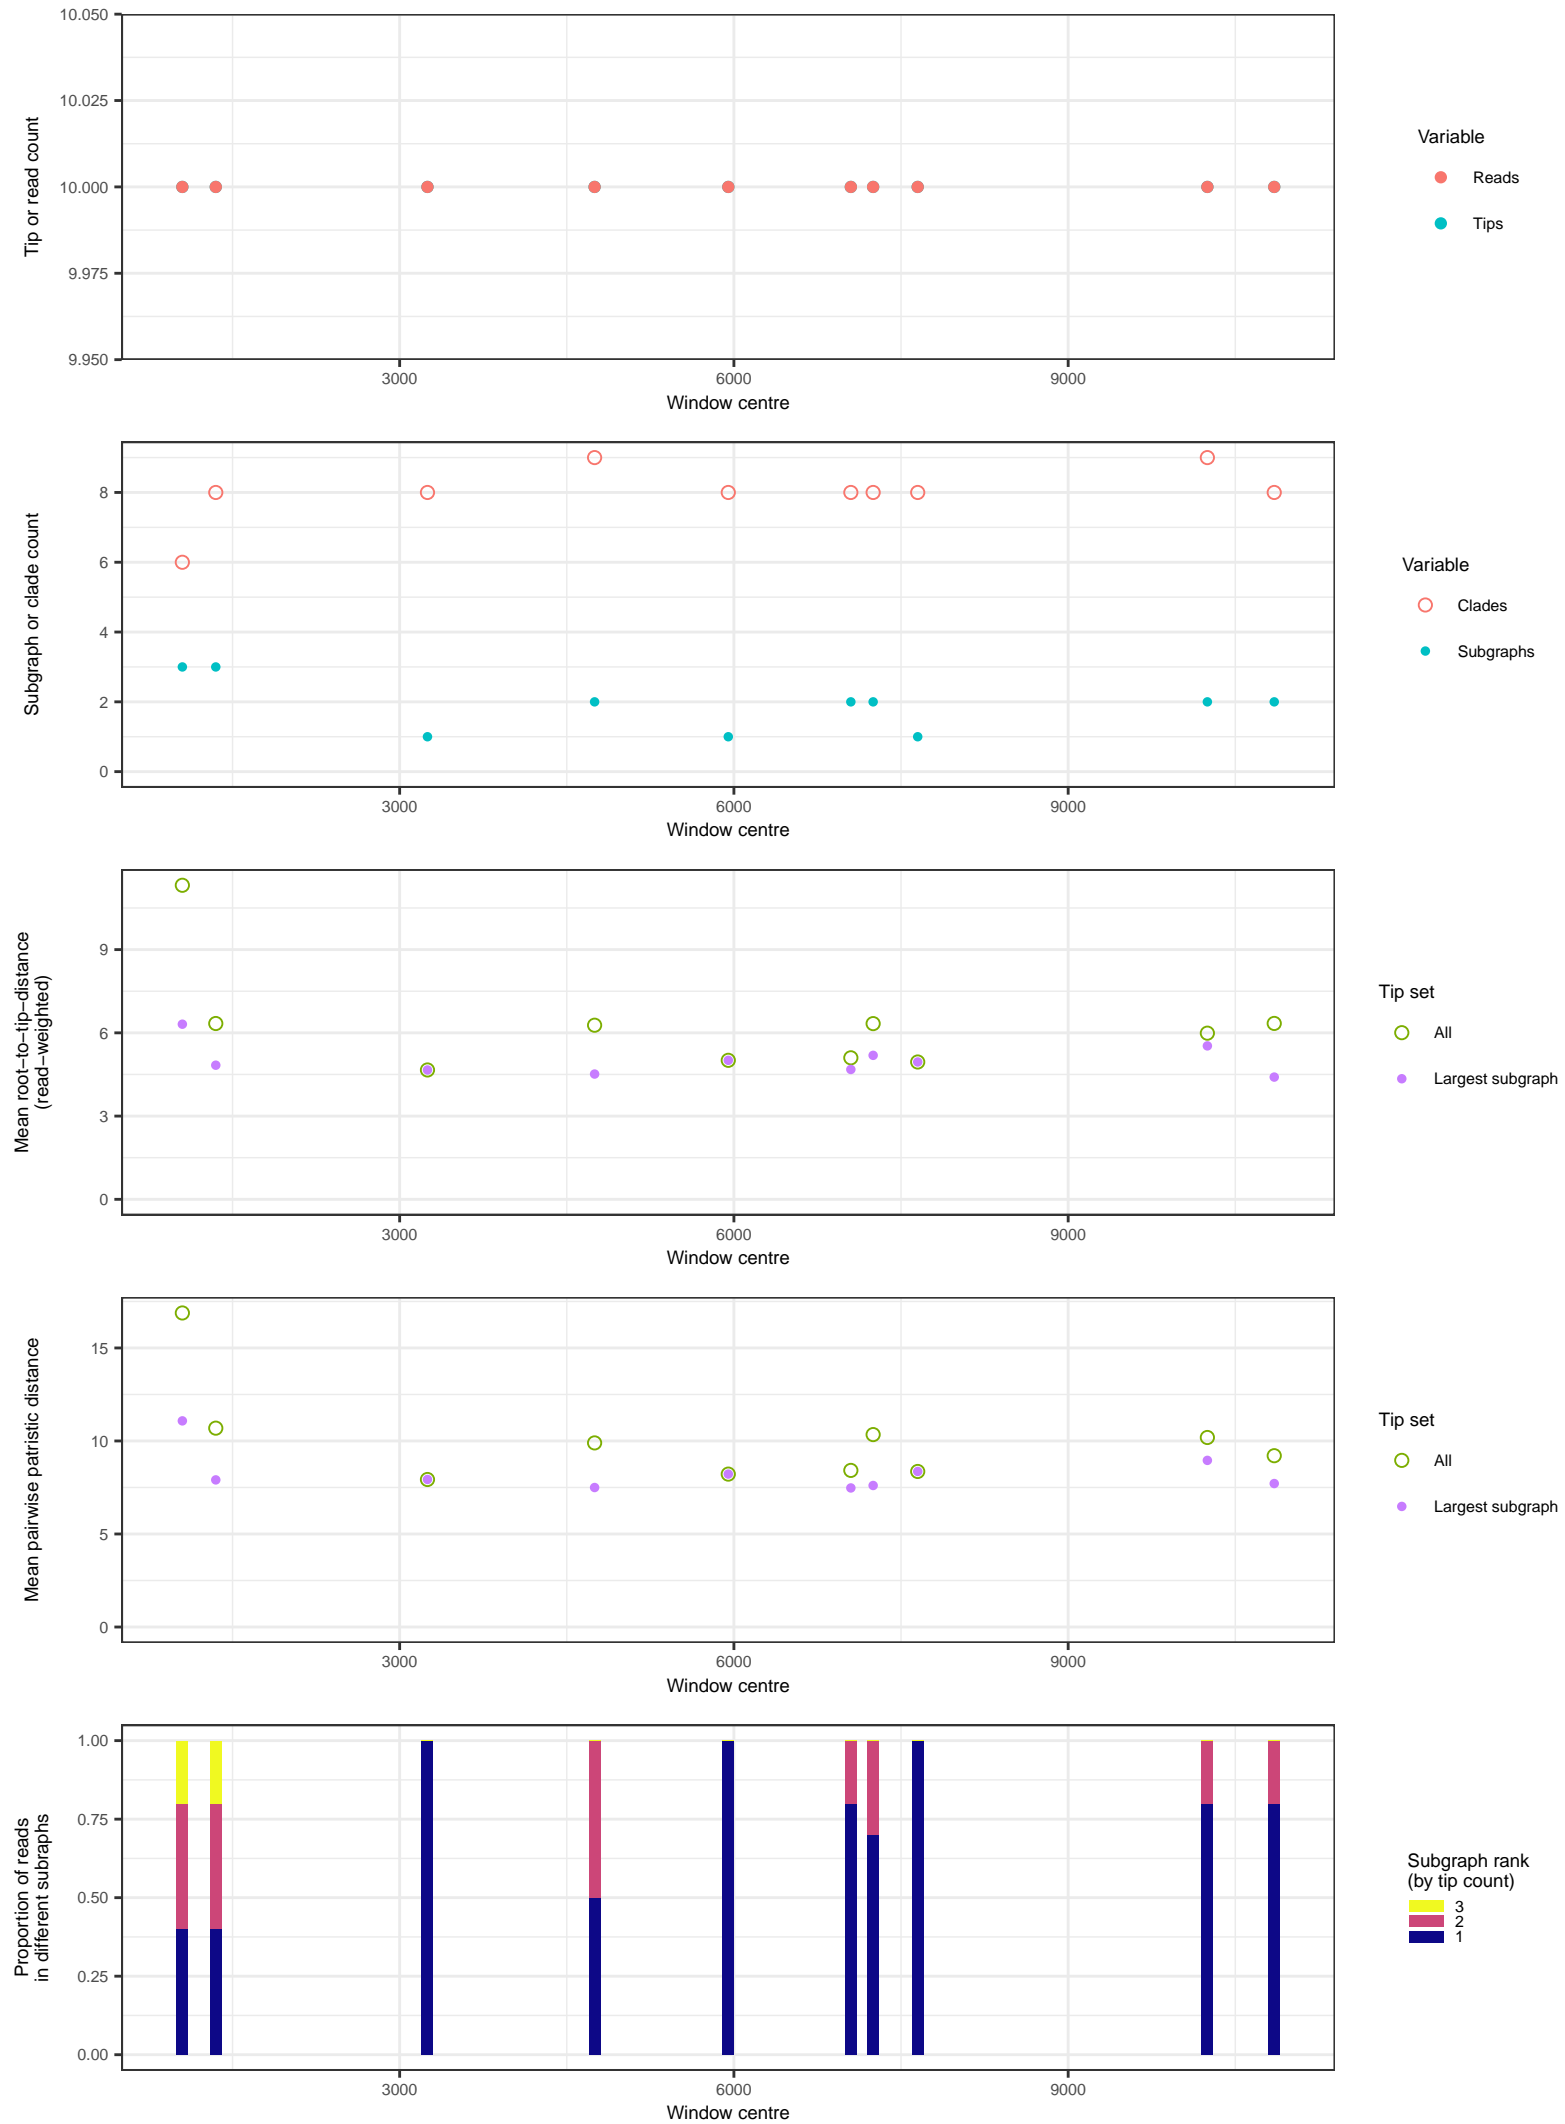 10.050
10.025
10.000
9.975
9.950
Tip or read count
3000 6000 9000
Window centre
Variable
Reads
Tips
8
6
4
2
0
Subgraph or clade count
3000 6000 9000
Window centre
Variable
Clades
Subgraphs
9
6
3
0
Mean root−to−tip−distance
(read−weighted)
3000 6000 9000
Window centre
Tip set
All
Largest subgraph
15
10
5
0
Mean pairwise patristic distance
3000 6000 9000
Window centre
Tip set
All
Largest subgraph
1.00
0.75
0.50
0.25
0.00
Proportion of reads
in different subraphs
3000 6000 9000
Window centre
Subgraph rank
(by tip count)
3
2
1